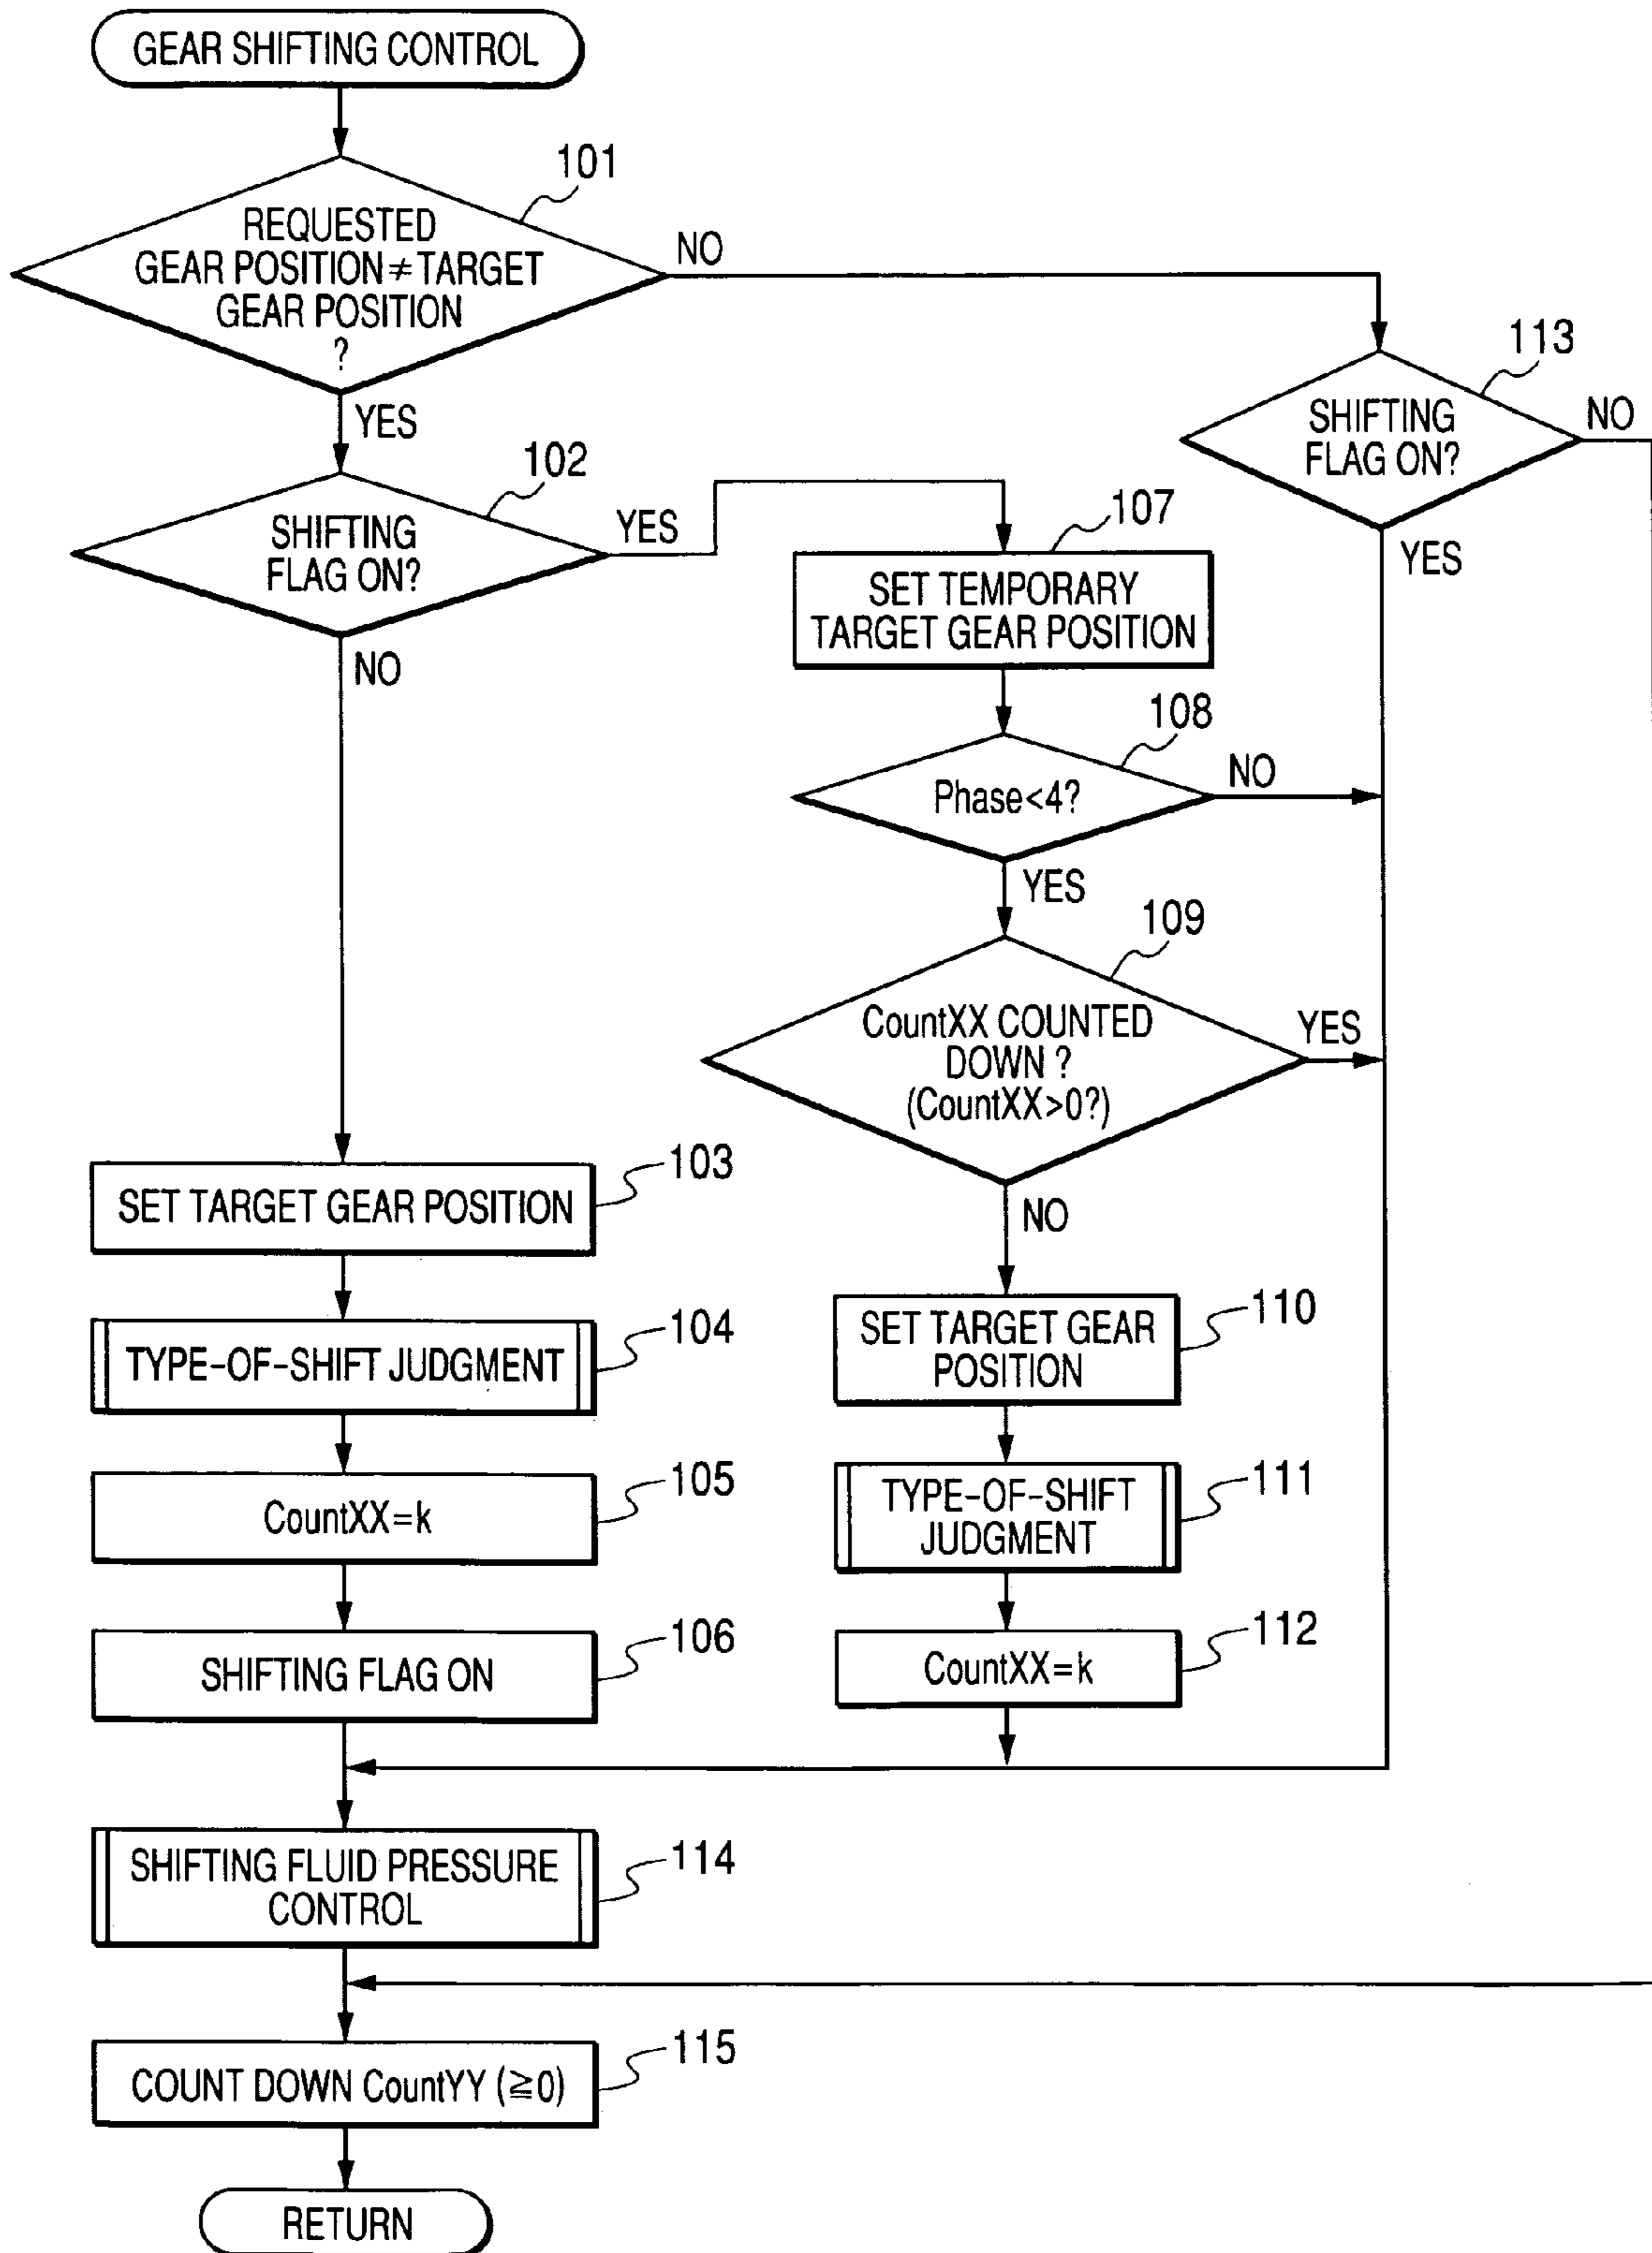 GEAR SHIFTING CONTROL
101
REQUESTED
GEAR POSITION ≠ TARGET
GEAR POSITION
?
NO
YES
113
SHIFTING
FLAG ON?
NO
YES
102
SHIFTING
FLAG ON?
YES
NO
107
SET TEMPORARY
TARGET GEAR POSITION
108
Phase<4?
NO
YES
109
CountXX COUNTED
DOWN ?
(CountXX>0?)
YES
NO
103
SET TARGET GEAR POSITION
104
TYPE-OF-SHIFT JUDGMENT
105
CountXX=k
106
SHIFTING FLAG ON
110
SET TARGET GEAR
POSITION
111
TYPE-OF-SHIFT
JUDGMENT
112
CountXX=k
114
SHIFTING FLUID PRESSURE
CONTROL
115
COUNT DOWN CountYY (≧0)
RETURN